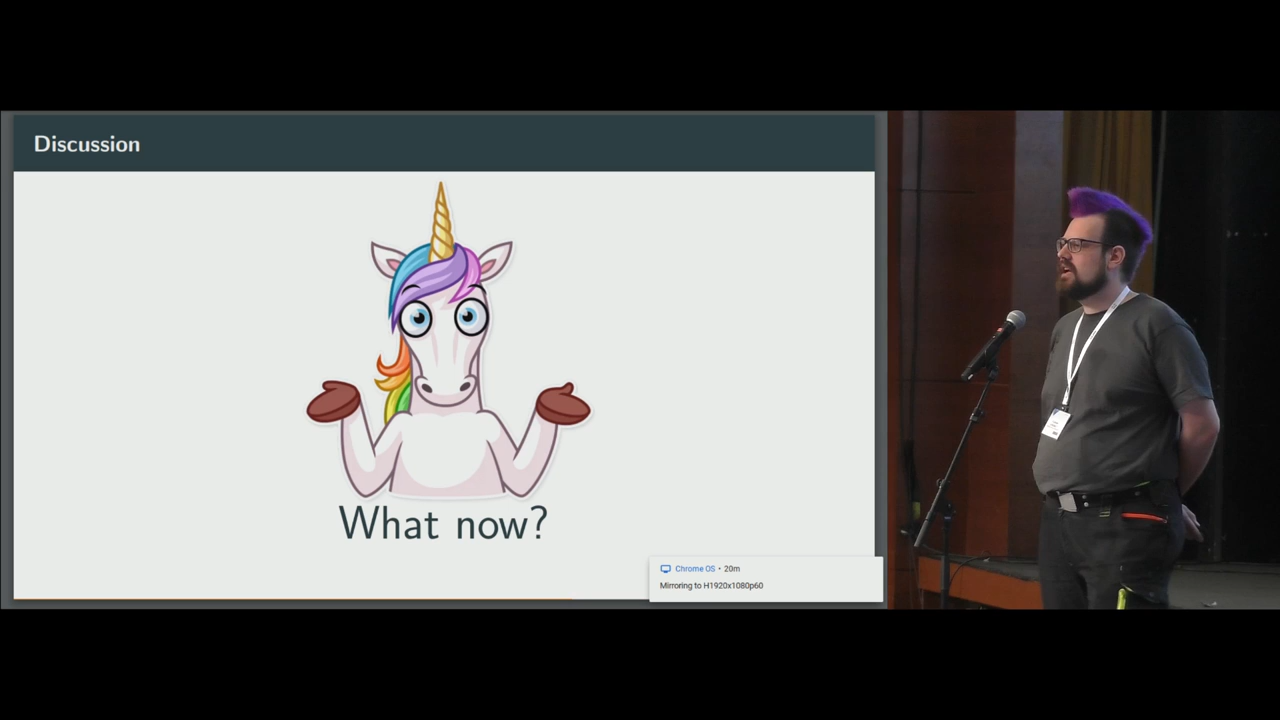 Discussion
What now?
Chrome OS • 20m
Mirroring to H1920x1080p60